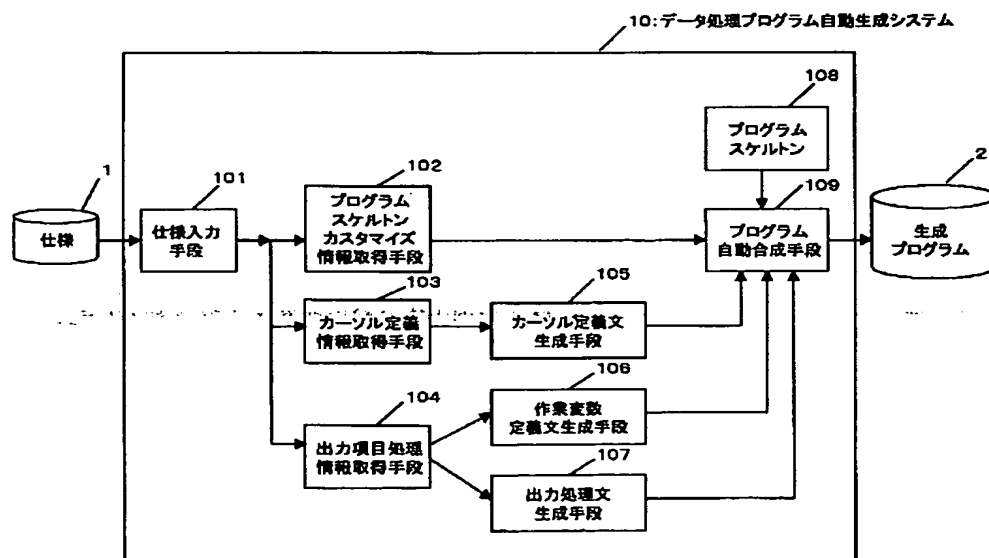 10:データ処理プログラム自動生成システム
108
プログラム
スケルトン
1
仕様
101
仕様入力
手段
102
プログラム
スケルトン
カスタマイズ
情報取得手段
109
プログラム
自動合成手段
2
生成
プログラム
103
カーソル定義
情報取得手段
105
カーソル定義文
生成手段
104
出力項目処理
情報取得手段
106
作業変数
定義文生成手段
107
出力処理文
生成手段